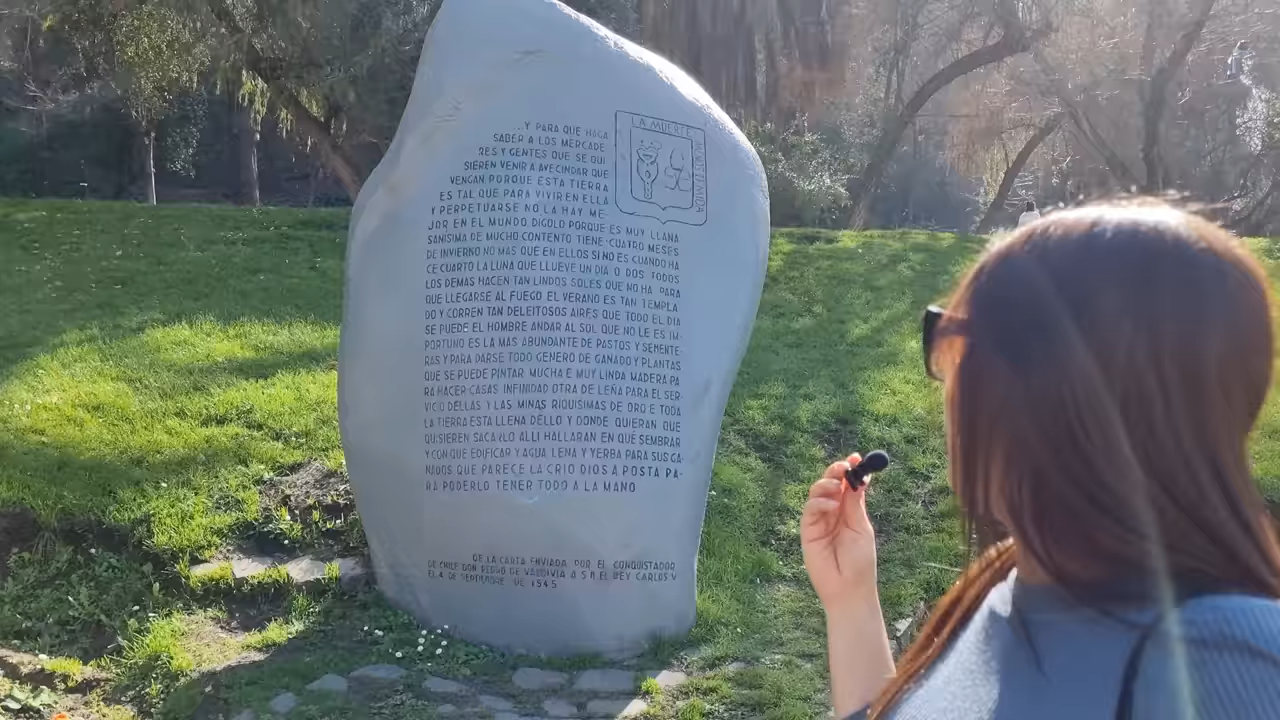 ...Y PARA QUE HAGA
SABER A LOS MERCADE
RES Y GENTES QUE SE QUI
SIEREN VENIR A AVECINDAR QUE
VENGAN PORQUE ESTA TIERRA
ES TAL QUE PARA VIVIR EN ELLA
Y PERPETUARSE NO LA HAY ME
JOR EN EL MUNDO DIGOLO PORQUE ES MUY LLANA
SANISIMA DE MUCHO CONTENTO TIENE CUATRO MESES
DE INVIERNO NO MAS QUE EN ELLOS SI NO ES CUANDO HA
CE CUARTO LA LUNA QUE LLUEVE UN DIA O DOS TODOS
LOS DEMAS HACEN TAN LINDOS SOLES QUE NO HA PARA
QUE LLEGARSE AL FUEGO EL VERANO ES TAN TEMPLA
DO Y CORREN TAN DELEITOSOS AIRES QUE TODO EL DIA
SE PUEDE EL HOMBRE ANDAR AL SOL QUE NO LE ES IM-
PORTUNO ES LA MAS ABUNDANTE DE PASTOS Y SEMENTE-
RAS Y PARA DARSE TODO GENERO DE GANADO Y PLANTAS
QUE SE PUEDE PINTAR MUCHA E MUY LINDA MADERA PA
RA HACER CASAS INFINIDAD OTRA DE LEÑA PARA EL SER-
VICIO DELLAS Y LAS MINAS RIQUISIMAS DE ORO E TODA
LA TIERRA ESTA LLENA DELLO Y DONDE QUIERAN QUE
QUISIEREN SACARLO ALLI HALLARAN EN QUE SEMBRAR
Y CON QUE EDIFICAR Y AGUA LEÑA Y YERBA PARA SUS GA-
NADOS QUE PARECE LA CRIO DIOS A POSTA PA-
RA PODERLO TENER TODO A LA MANO
LA MUERTE
DE LA CARTA ENVIADA POR EL CONQUISTADOR
DE CHILE DON PEDRO DE VALDIVIA A S M EL REY CARLOS V
EL 4 DE SEPTIEMBRE DE 1545